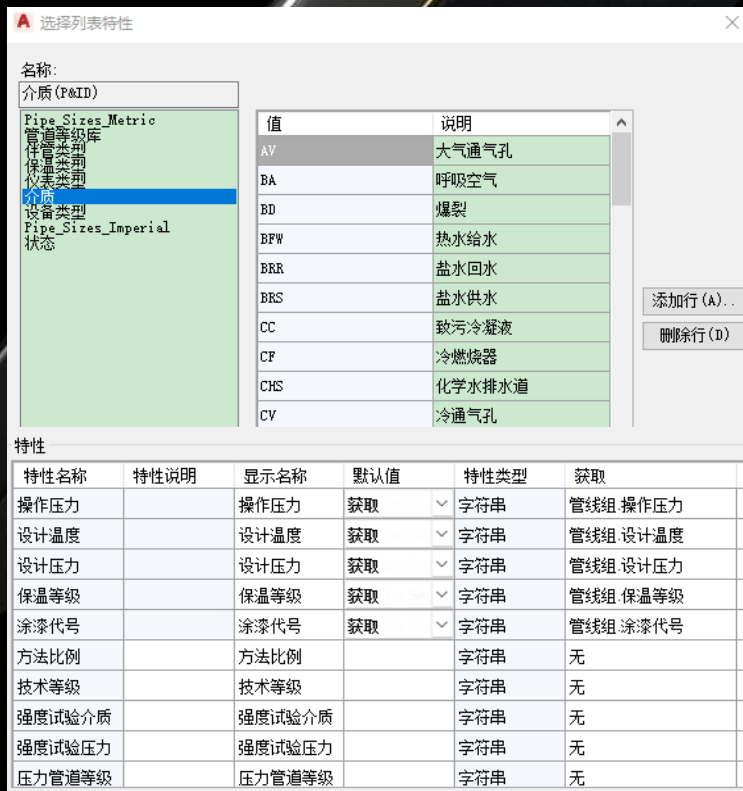 选择列表特性
名称:
介质(P&ID)
Pipe_Sizes_Metric
管道等级库
伴管类型
保温类型
仪表类型
介质
设备类型
Pipe_Sizes_Imperial
状态
值 说明
AV 大气通气孔
BA 呼吸空气
BD 爆裂
BFW 热水给水
BRR 盐水回水
BRS 盐水供水
CC 致污冷凝液
CF 冷燃烧器
CHS 化学水排水道
CV 冷通气孔
添加行(A)..
删除行(D)
特性
特性名称 特性说明 显示名称 默认值 特性类型 获取
操作压力 操作压力 获取 字符串 管线组.操作压力
设计温度 设计温度 获取 字符串 管线组.设计温度
设计压力 设计压力 获取 字符串 管线组.设计压力
保温等级 保温等级 获取 字符串 管线组.保温等级
涂漆代号 涂漆代号 获取 字符串 管线组.涂漆代号
方法比例 方法比例 字符串 无
技术等级 技术等级 字符串 无
强度试验介质 强度试验介质 字符串 无
强度试验压力 强度试验压力 字符串 无
压力管道等级 压力管道等级 字符串 无